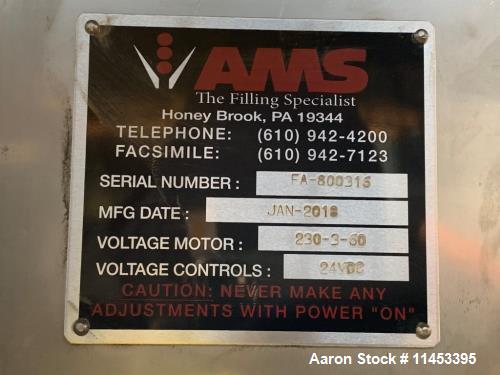 AMS
The Filling Specialist
Honey Brook, PA 19344
TELEPHONE: (610) 942-4200
FACSIMILE: (610) 942-7123
SERIAL NUMBER : FA-800316
MFG DATE : JAN-2018
VOLTAGE MOTOR : 230-3-60
VOLTAGE CONTROLS : 24VDC
CAUTION: NEVER MAKE ANY
ADJUSTMENTS WITH POWER "ON"
Aaron Stock # 11453395